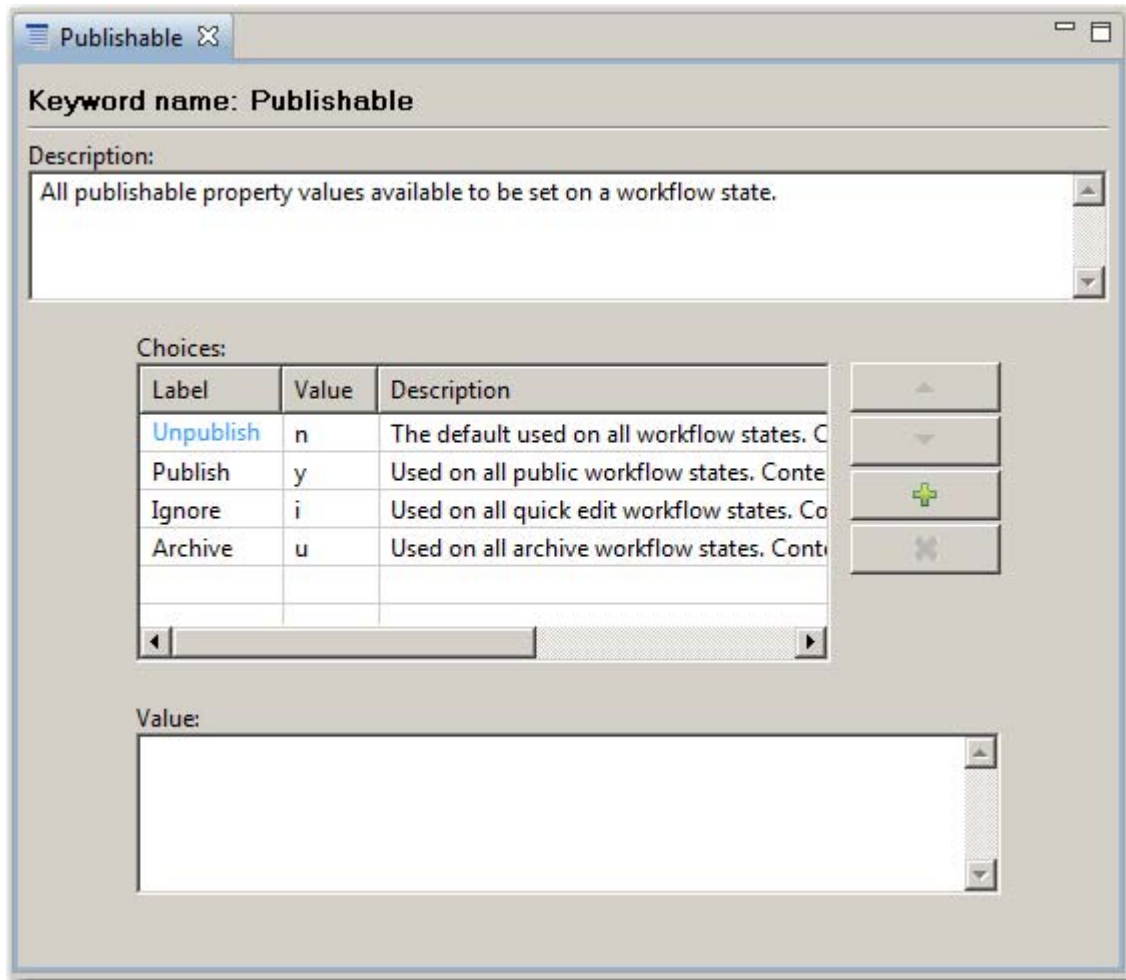 Publishable
Keyword name: Publishable
Description:
All publishable property values available to be set on a workflow state.
Choices:
Label Value Description
Unpublish n The default used on all workflow states. C
Publish y Used on all public workflow states. Conte
Ignore i Used on all quick edit workflow states. Co
Archive u Used on all archive workflow states. Conte
Value: